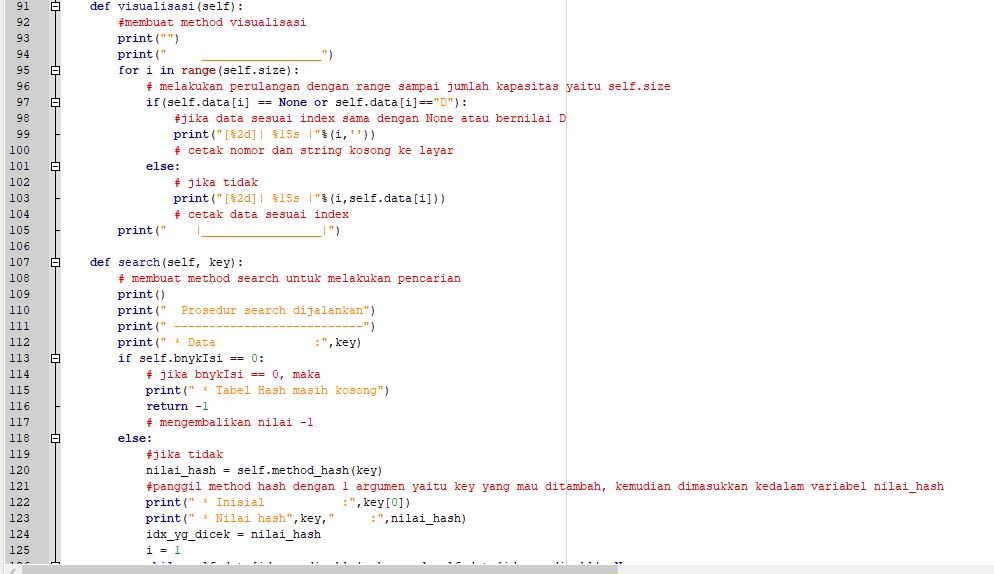 91 def visualisasi(self):
92 #membuat method visualisasi
93 print("")
94 print("     _________________")
95 for i in range(self.size):
96 # melakukan perulangan dengan range sampai jumlah kapasitas yaitu self.size
97 if(self.data[i] == None or self.data[i]=="D"):
98 #jika data sesuai index sama dengan None atau bernilai D
99 print("[%2d]| %15s |"%(i,''))
100 # cetak nomor dan string kosong ke layar
101 else:
102 # jika tidak
103 print("[%2d]| %15s |"%(i,self.data[i]))
104 # cetak data sesuai index
105 print("    |_________________|")
106
107 def search(self, key):
108 # membuat method search untuk melakukan pencarian
109 print()
110 print("  Prosedur search dijalankan")
111 print(" ---------------------------")
112 print(" * Data              :",key)
113 if self.bnykIsi == 0:
114 # jika bnykIsi == 0, maka
115 print(" * Tabel Hash masih kosong")
116 return -1
117 # mengembalikan nilai -1
118 else:
119 #jika tidak
120 nilai_hash = self.method_hash(key)
121 #panggil method hash dengan 1 argumen yaitu key yang mau ditambah, kemudian dimasukkan kedalam variabel nilai_hash
122 print(" * Inisial           :",key[0])
123 print(" * Nilai hash",key,"     :",nilai_hash)
124 idx_yg_dicek = nilai_hash
125 i = 1